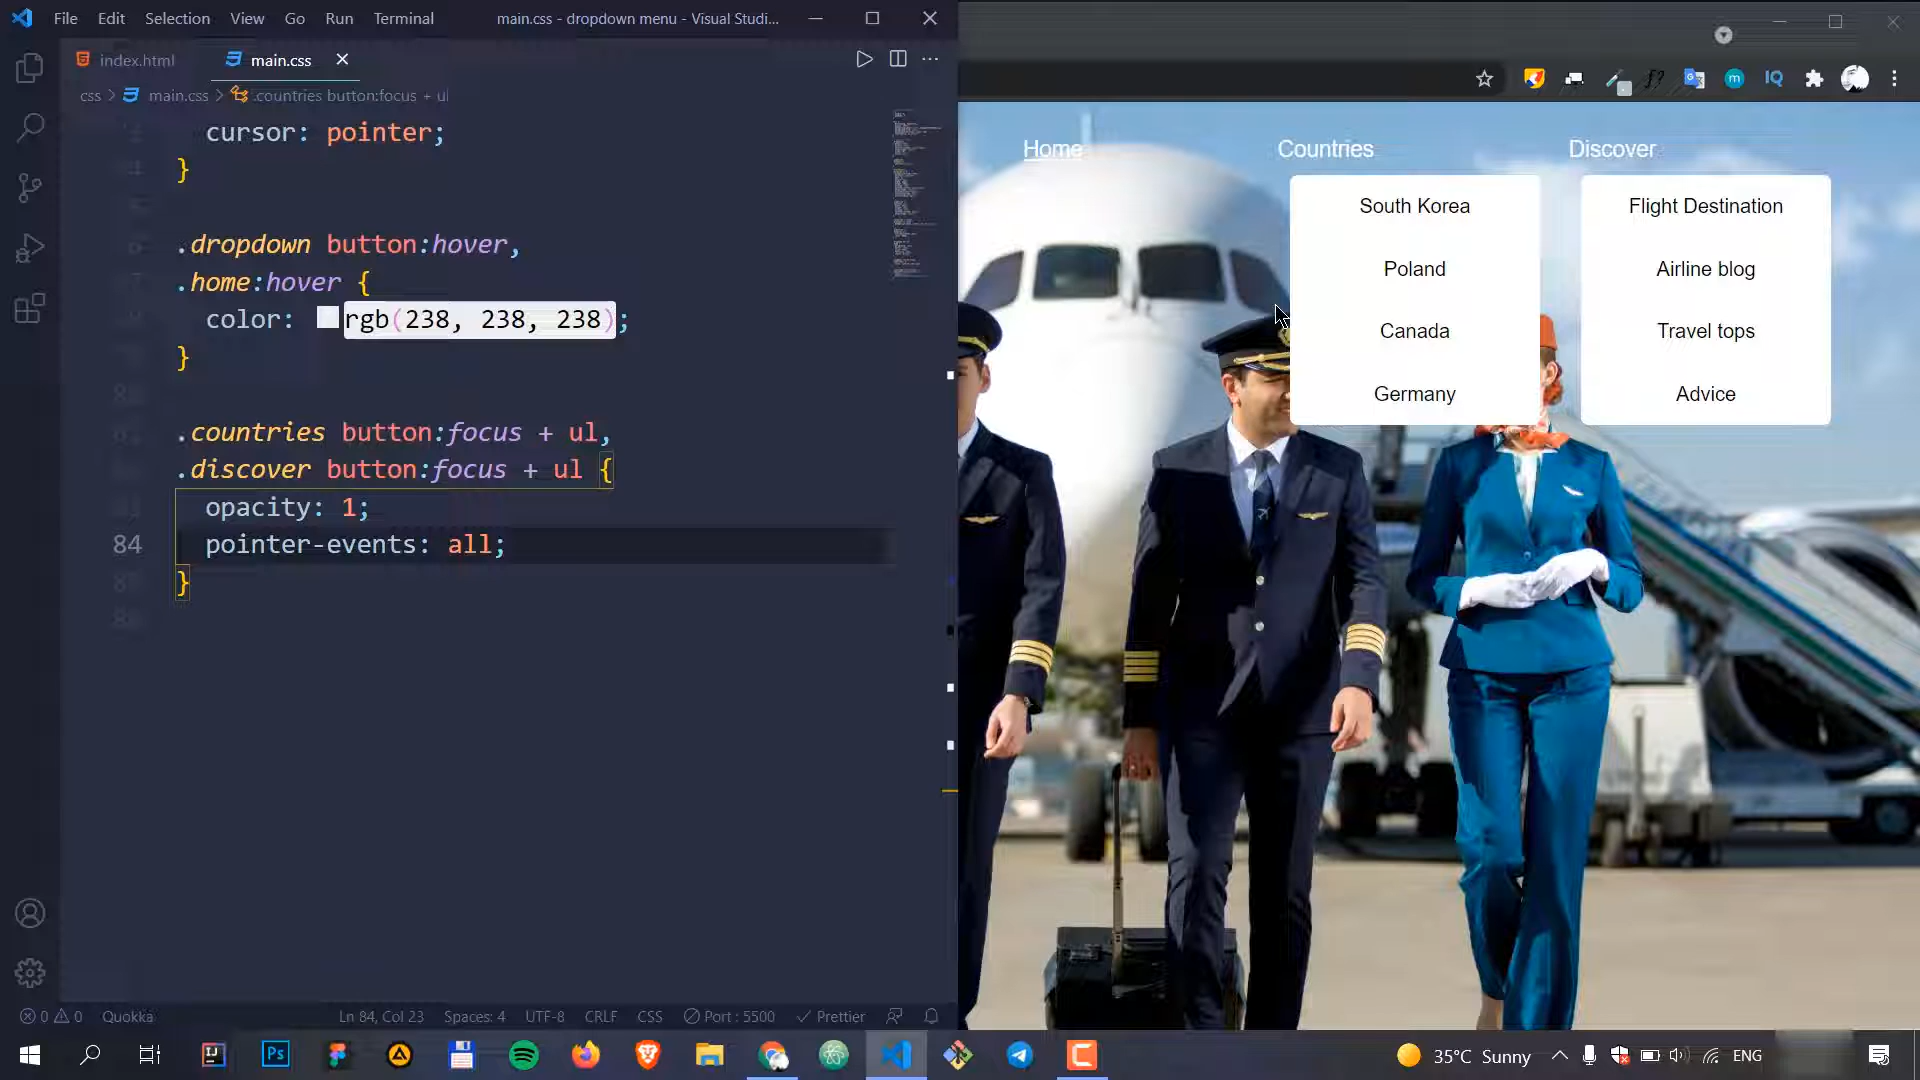 File Edit Selection View Go Run Terminal main.css - dropdown menu - Visual Studi...
index.html main.css
css > main.css > .countries button:focus + ul
cursor: pointer;
}
.dropdown button:hover,
.home:hover {
color: rgb(238, 238, 238);
}
.countries button:focus + ul,
.discover button:focus + ul {
opacity: 1;
84 pointer-events: all;
}
0 0 Quokka Ln 84, Col 23 Spaces: 4 UTF-8 CRLF CSS Port : 5500 Prettier
f? m IQ
Home Countries Discover
South Korea
Poland
Canada
Germany
Flight Destination
Airline blog
Travel tops
Advice
IJ Ps 35°C Sunny ENG